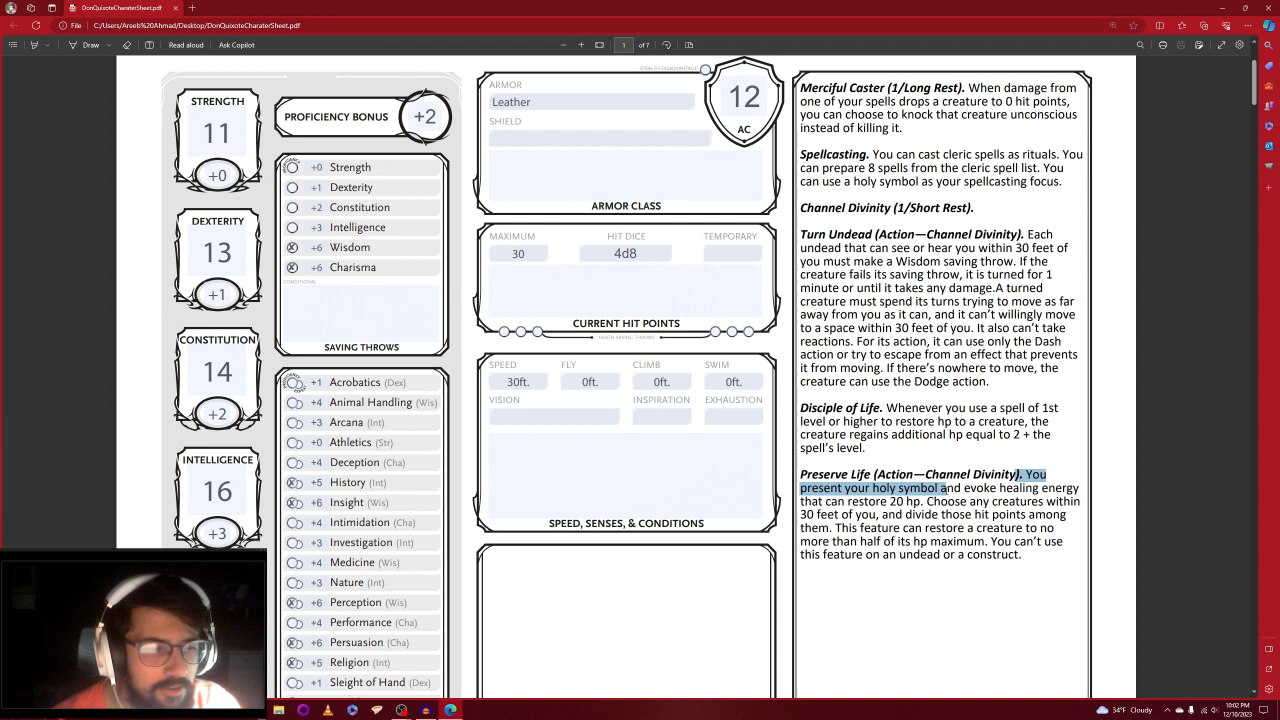 DonQuixoteCharaterSheet.pdf
File
C:/Users/Areeb%20Ahmad/Desktop/DonQuixoteCharaterSheet.pdf
Draw
Read aloud
Ask Copilot
1
of 7
STRENGTH
11
+0
DEXTERITY
13
+1
CONSTITUTION
14
+2
INTELLIGENCE
16
+3
PROFICIENCY BONUS
+2
+0 Strength
+1 Dexterity
+2 Constitution
+3 Intelligence
+6 Wisdom
+6 Charisma
CONDITIONAL
SAVING THROWS
+1 Acrobatics (Dex)
+4 Animal Handling (Wis)
+3 Arcana (Int)
+0 Athletics (Str)
+4 Deception (Cha)
+5 History (Int)
+6 Insight (Wis)
+4 Intimidation (Cha)
+3 Investigation (Int)
+4 Medicine (Wis)
+3 Nature (Int)
+6 Perception (Wis)
+4 Performance (Cha)
+6 Persuasion (Cha)
+5 Religion (Int)
+1 Sleight of Hand (Dex)
STEALTH DISADVANTAGE
ARMOR
Leather
SHIELD
12
AC
ARMOR CLASS
MAXIMUM HIT DICE TEMPORARY
30 4d8
CURRENT HIT POINTS
DEATH SAVING THROWS
SPEED FLY CLIMB SWIM
30ft. 0ft. 0ft. 0ft.
VISION INSPIRATION EXHAUSTION
SPEED, SENSES, & CONDITIONS
Merciful Caster (1/Long Rest). When damage from
one of your spells drops a creature to 0 hit points,
you can choose to knock that creature unconscious
instead of killing it.
Spellcasting. You can cast cleric spells as rituals. You
can prepare 8 spells from the cleric spell list. You
can use a holy symbol as your spellcasting focus.
Channel Divinity (1/Short Rest).
Turn Undead (Action—Channel Divinity). Each
undead that can see or hear you within 30 feet of
you must make a Wisdom saving throw. If the
creature fails its saving throw, it is turned for 1
minute or until it takes any damage.A turned
creature must spend its turns trying to move as far
away from you as it can, and it can't willingly move
to a space within 30 feet of you. It also can't take
reactions. For its action, it can use only the Dash
action or try to escape from an effect that prevents
it from moving. If there's nowhere to move, the
creature can use the Dodge action.
Disciple of Life. Whenever you use a spell of 1st
level or higher to restore hp to a creature, the
creature regains additional hp equal to 2 + the
spell's level.
Preserve Life (Action—Channel Divinity). You
present your holy symbol and evoke healing energy
that can restore 20 hp. Choose any creatures within
30 feet of you, and divide those hit points among
them. This feature can restore a creature to no
more than half of its hp maximum. You can't use
this feature on an undead or a construct.
34°F Cloudy
10:02 PM
12/10/2023